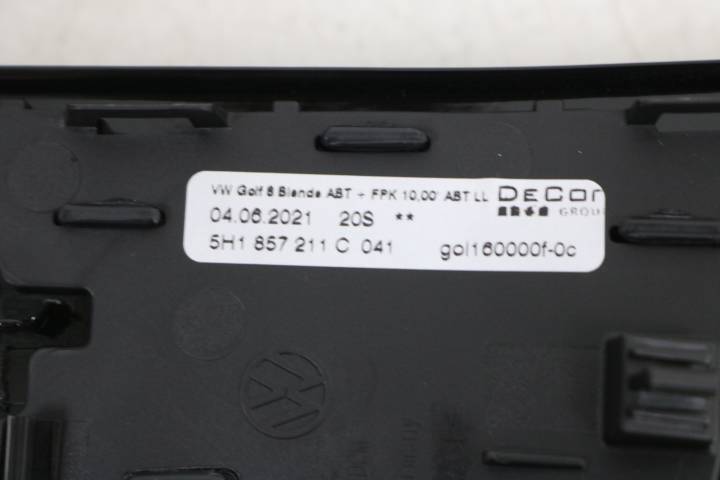 VW Golf 8 Blende ABT + FPK 10,00' ABT LL DeCor
GROU
04.06.2021 20S **
5H1 857 211 C 041 gol160000f-0c